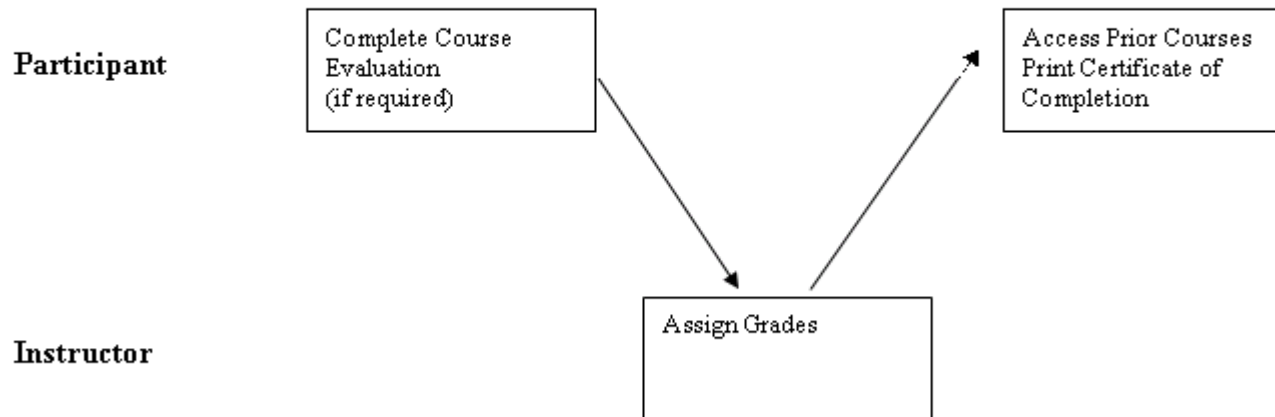 Participant
Complete Course
Evaluation
(if required)
Access Prior Courses
Print Certificate of
Completion
Instructor
Assign Grades